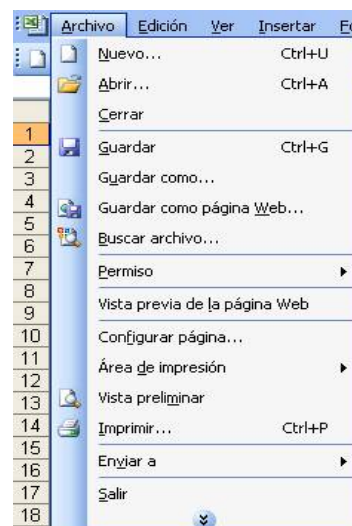 Archivo Edición Ver Insertar
Nuevo... Ctrl+U
Abrir... Ctrl+A
Cerrar
1
Guardar Ctrl+G
2
3
Guardar como...
4
Guardar como página Web...
5
6
Buscar archivo...
7
Permiso
8
9
Vista previa de la página Web
10
Configurar página...
11
Área de impresión
12
13
Vista preliminar
14
Imprimir... Ctrl+P
15
16
Enviar a
17
Salir
18